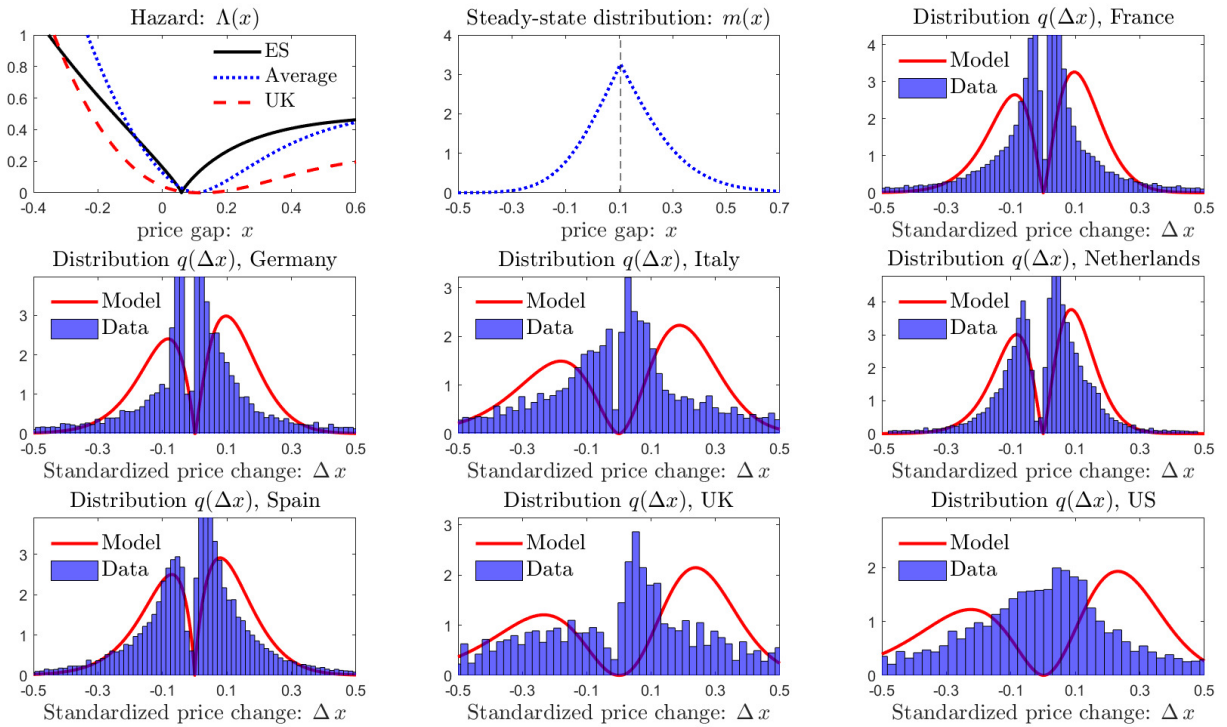 Hazard: Λ(x)
1
0.8
0.6
0.4
0.2
0
ES
Average
UK
-0.4 -0.2 0 0.2 0.4 0.6
price gap: x
Steady-state distribution: m(x)
4
3
2
1
0
-0.5 -0.3 -0.1 0.1 0.3 0.5 0.7
price gap: x
Distribution q(Δx), France
4
3
2
1
0
Model
Data
-0.5 -0.3 -0.1 0.1 0.3 0.5
Standardized price change: Δ x
Distribution q(Δx), Germany
3
2
1
0
Model
Data
-0.5 -0.3 -0.1 0.1 0.3 0.5
Standardized price change: Δ x
Distribution q(Δx), Italy
3
2
1
0
Model
Data
-0.5 -0.3 -0.1 0.1 0.3 0.5
Standardized price change: Δ x
Distribution q(Δx), Netherlands
4
3
2
1
0
Model
Data
-0.5 -0.3 -0.1 0.1 0.3 0.5
Standardized price change: Δ x
Distribution q(Δx), Spain
3
2
1
0
Model
Data
-0.5 -0.3 -0.1 0.1 0.3 0.5
Standardized price change: Δ x
Distribution q(Δx), UK
3
2
1
0
Model
Data
-0.5 -0.3 -0.1 0.1 0.3 0.5
Standardized price change: Δ x
Distribution q(Δx), US
2
1
0
Model
Data
-0.5 -0.3 -0.1 0.1 0.3 0.5
Standardized price change: Δ x